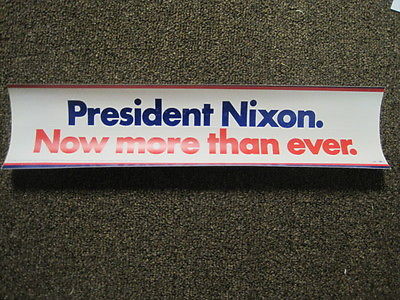 President Nixon.
Now more than ever.